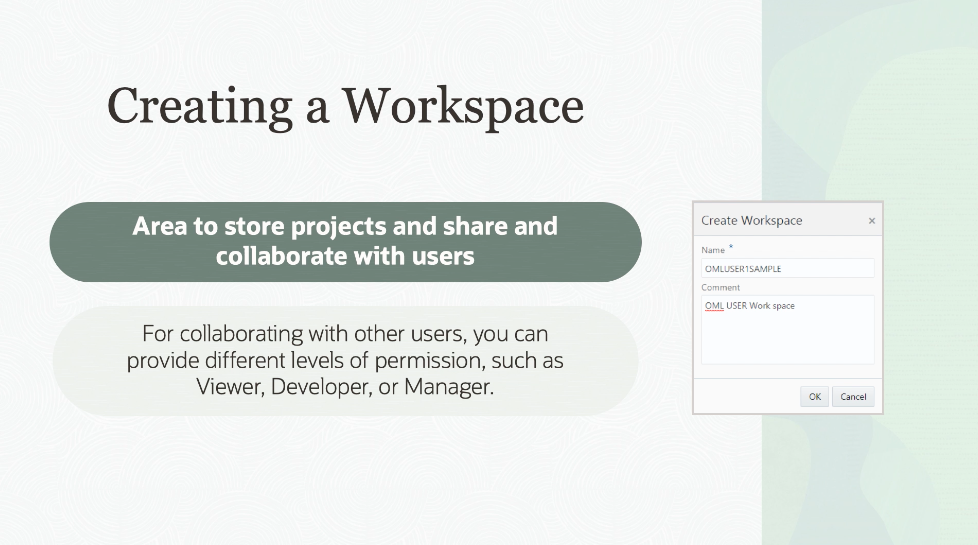 Creating a Workspace
Area to store projects and share and
collaborate with users
For collaborating with other users, you can
provide different levels of permission, such as
Viewer, Developer, or Manager.
Create Workspace ×
Name *
OMLUSER1SAMPLE
Comment
OML USER Work space
OK Cancel